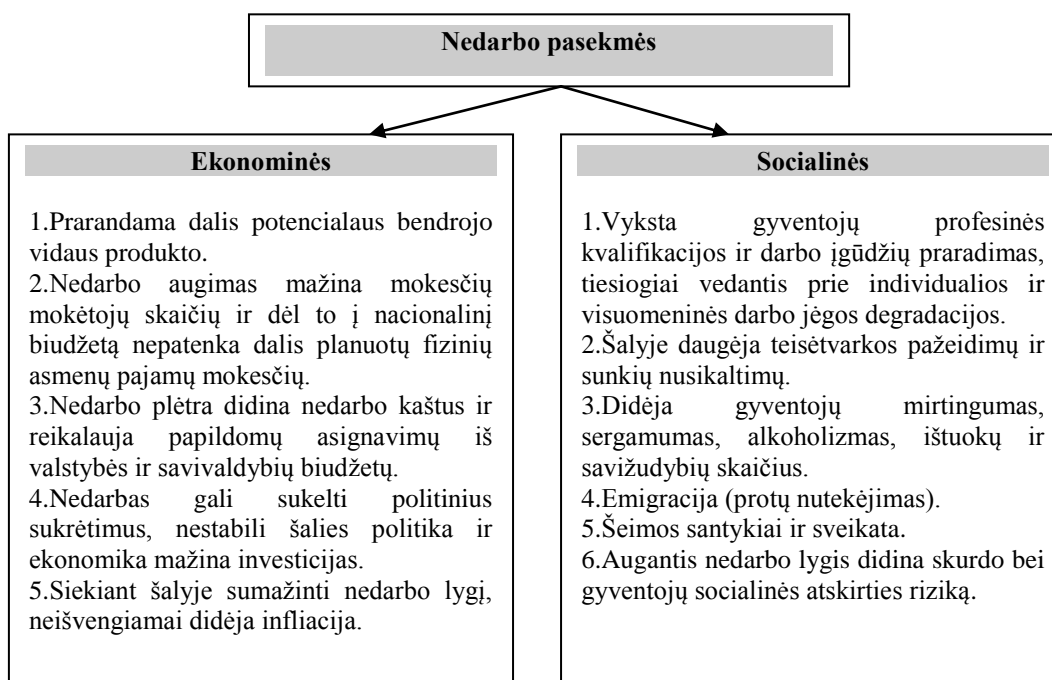 Nedarbo pasekmės
Ekonominės
1.Prarandama dalis potencialaus bendrojo
vidaus produkto.
2.Nedarbo augimas mažina mokesčių
mokėtojų skaičių ir dėl to į nacionalinį
biudžetą nepatenka dalis planuotų fizinių
asmenų pajamų mokesčių.
3.Nedarbo plėtra didina nedarbo kaštus ir
reikalauja papildomų asignavimų iš
valstybės ir savivaldybių biudžetų.
4.Nedarbas gali sukelti politinius
sukrėtimus, nestabili šalies politika ir
ekonomika mažina investicijas.
5.Siekiant šalyje sumažinti nedarbo lygį,
neišvengiamai didėja infliacija.
Socialinės
1.Vyksta gyventojų profesinės
kvalifikacijos ir darbo įgūdžių praradimas,
tiesiogiai vedantis prie individualios ir
visuomeninės darbo jėgos degradacijos.
2.Šalyje daugėja teisėtvarkos pažeidimų ir
sunkių nusikaltimų.
3.Didėja gyventojų mirtingumas,
sergamumas, alkoholizmas, ištuokų ir
savižudybių skaičius.
4.Emigracija (protų nutekėjimas).
5.Šeimos santykiai ir sveikata.
6.Augantis nedarbo lygis didina skurdo bei
gyventojų socialinės atskirties riziką.